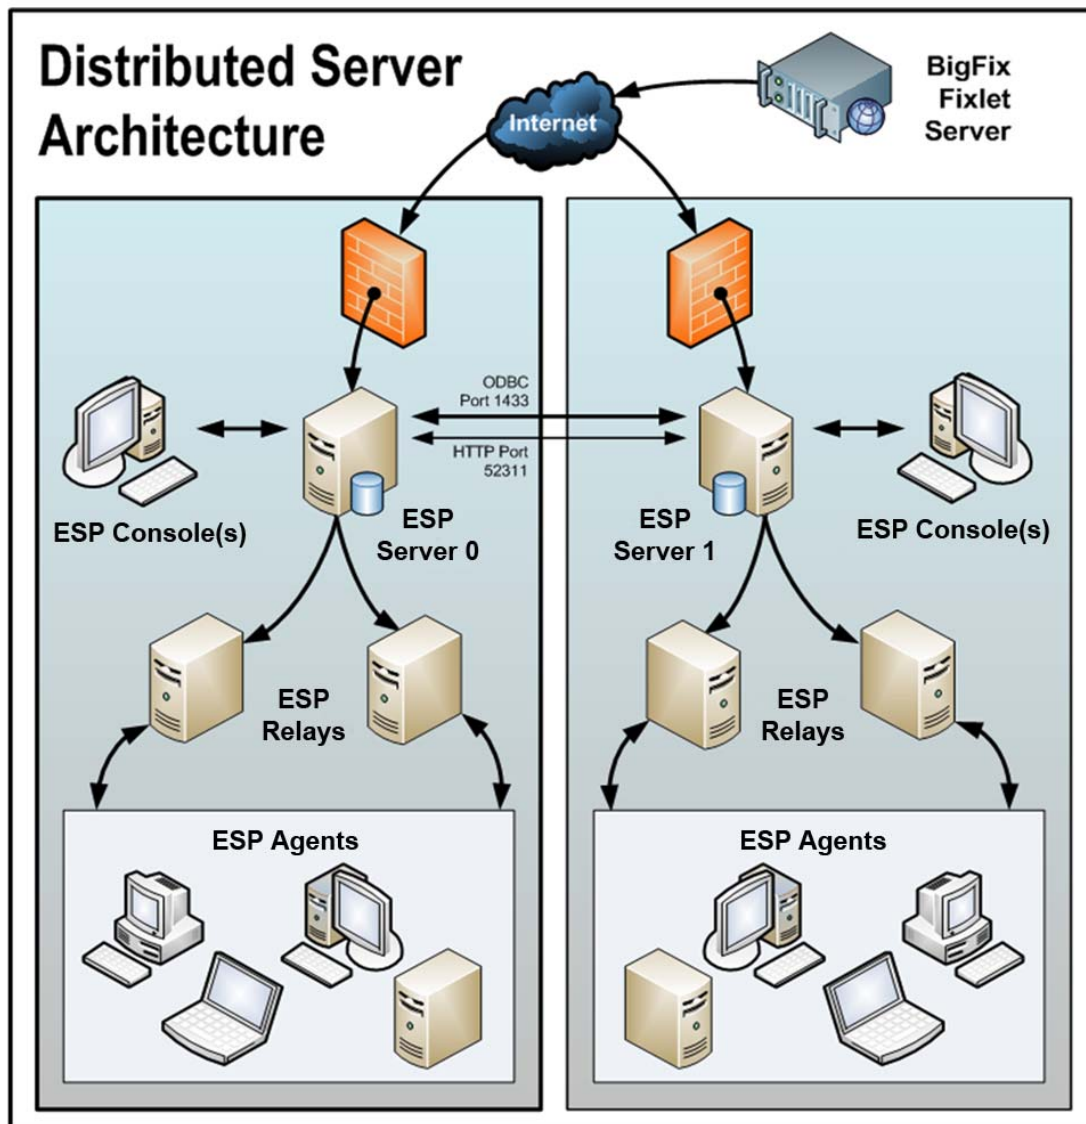 Distributed Server
Architecture
BigFix
Fixlet
Server
Internet
ODBC
Port 1433
HTTP Port
52311
ESP Console(s)
ESP
Server 0
ESP
Server 1
ESP Console(s)
ESP
Relays
ESP
Relays
ESP Agents
ESP Agents